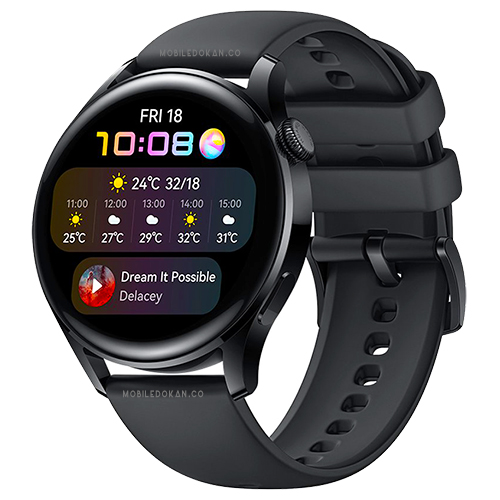 MOBILEDOKAN.CO
FRI 18
10:08
24°C 32/18
11:00 12:00 13:00 14:00 15:00
25°C 27°C 29°C 32°C 31°C
Dream It Possible
Delacey
MOBILEDOKAN.CO